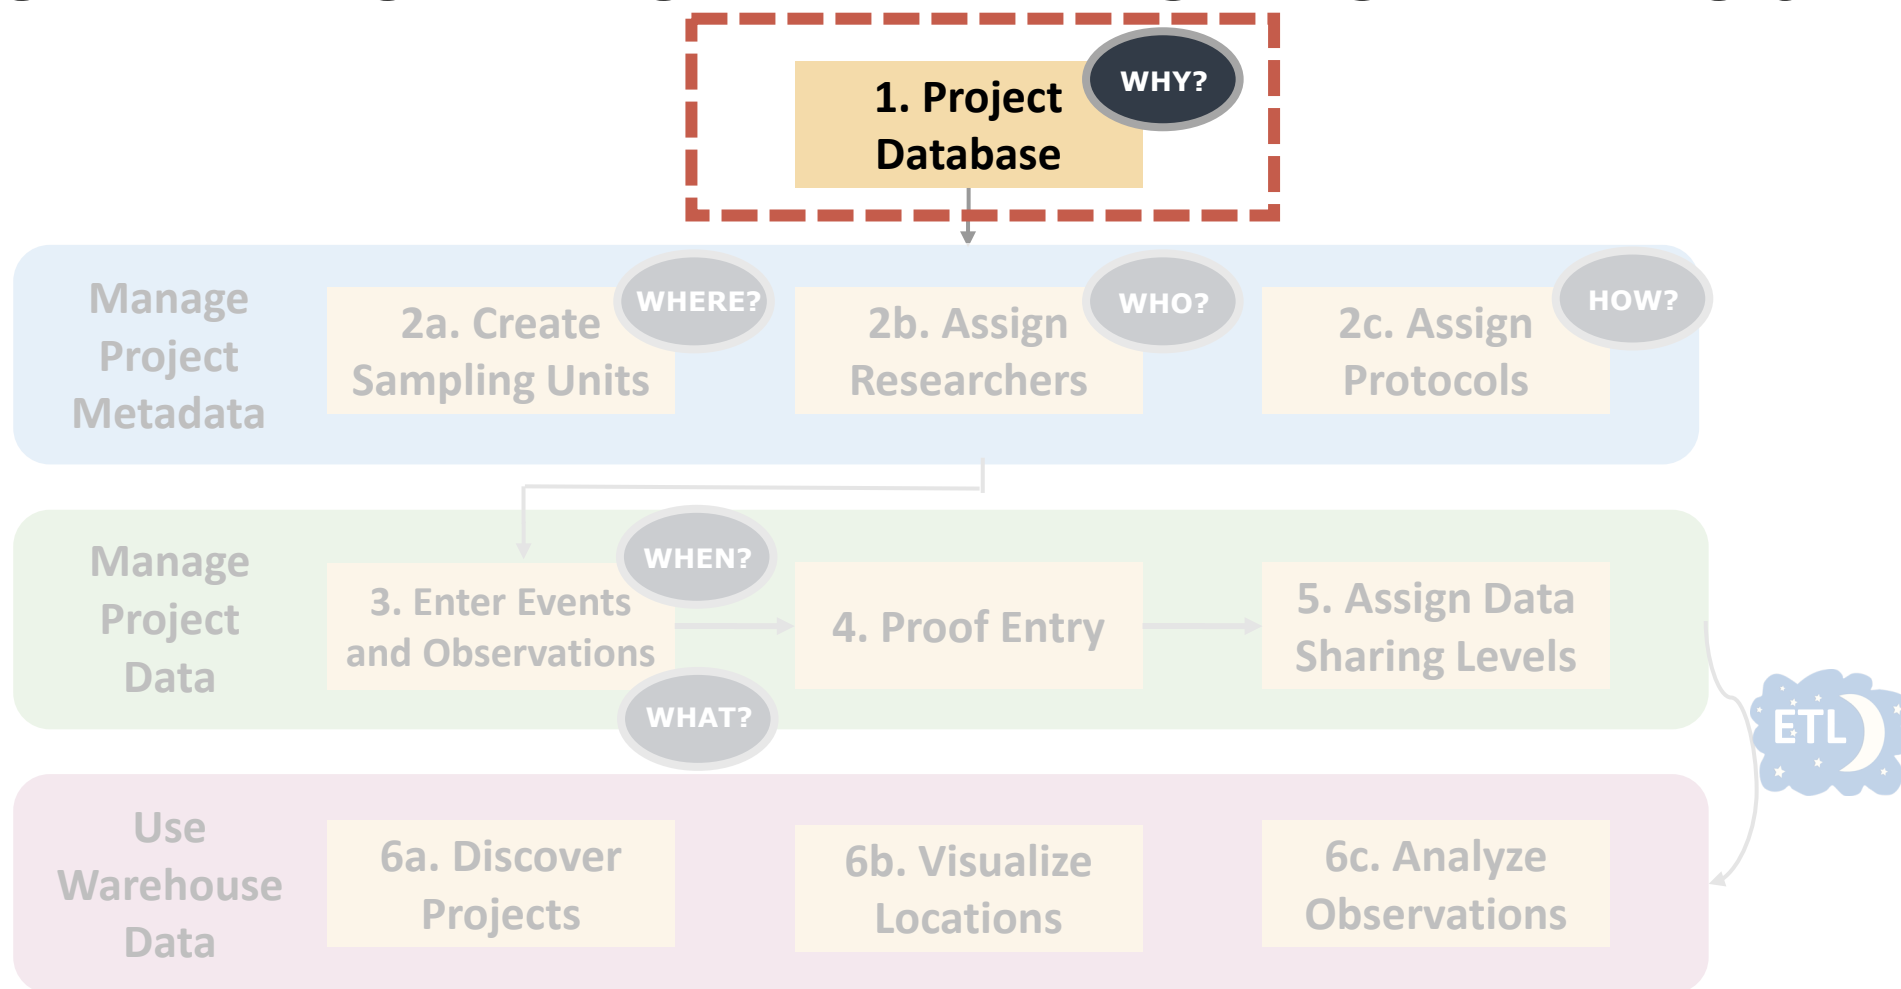 WHY?
1. Project
Database
Manage
Project
Metadata
WHERE?
2a. Create
Sampling Units
WHO?
2b. Assign
Researchers
HOW?
2c. Assign
Protocols
Manage
Project
Data
WHEN?
3. Enter Events
and Observations
WHAT?
4. Proof Entry
5. Assign Data
Sharing Levels
ETL
Use
Warehouse
Data
6a. Discover
Projects
6b. Visualize
Locations
6c. Analyze
Observations